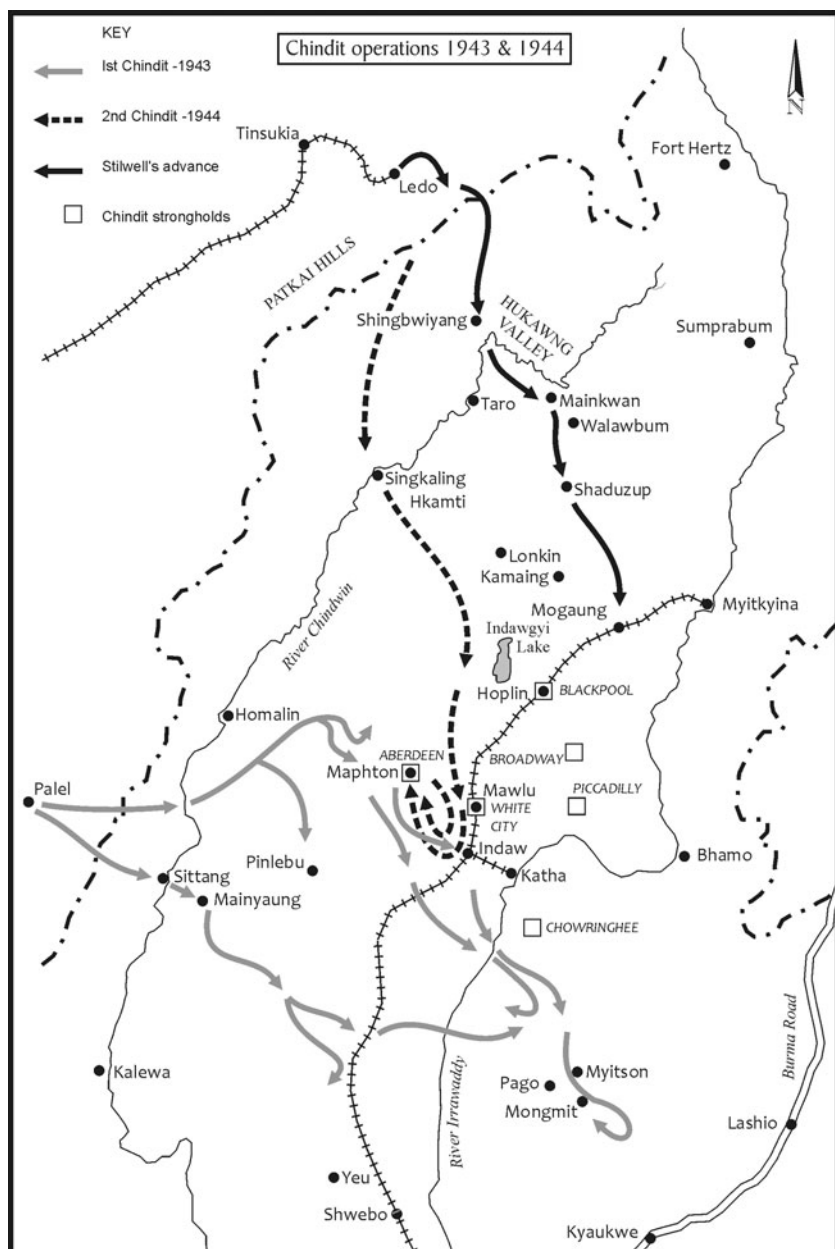 KEY
Chindit operations 1943 & 1944
Ist Chindit -1943
2nd Chindit -1944
Stilwell's advance
Chindit strongholds
N
Tinsukia
Ledo
Fort Hertz
PATKAI HILLS
Shingbwiyang
HUKAWNG
VALLEY
Sumprabum
Taro
Mainkwan
Walawbum
Singkaling
Hkamti
Shaduzup
Lonkin
Kamaing
River Chindwin
Mogaung
Myitkyina
Indawgyi
Lake
Hoplin
BLACKPOOL
Homalin
ABERDEEN
Maphton
BROADWAY
Palel
Mawlu
WHITE
CITY
PICCADILLY
Indaw
Pinlebu
Bhamo
Sittang
Katha
Mainyaung
CHOWRINGHEE
Kalewa
Myitson
Pago
Mongmit
River Irrawaddy
Burma Road
Lashio
Yeu
Shwebo
Kyaukwe